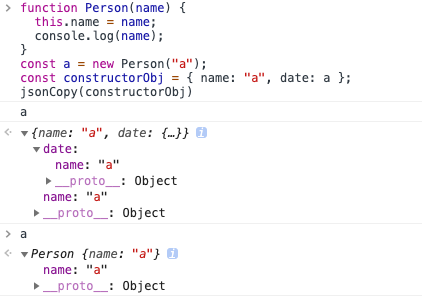 function Person(name) {
this.name = name;
console.log(name);
}
const a = new Person("a");
const constructorObj = { name: "a", date: a };
jsonCopy(constructorObj)
a
{name: "a", date: {…}} i
date:
name: "a"
__proto__: Object
name: "a"
__proto__: Object
a
Person {name: "a"} i
name: "a"
__proto__: Object